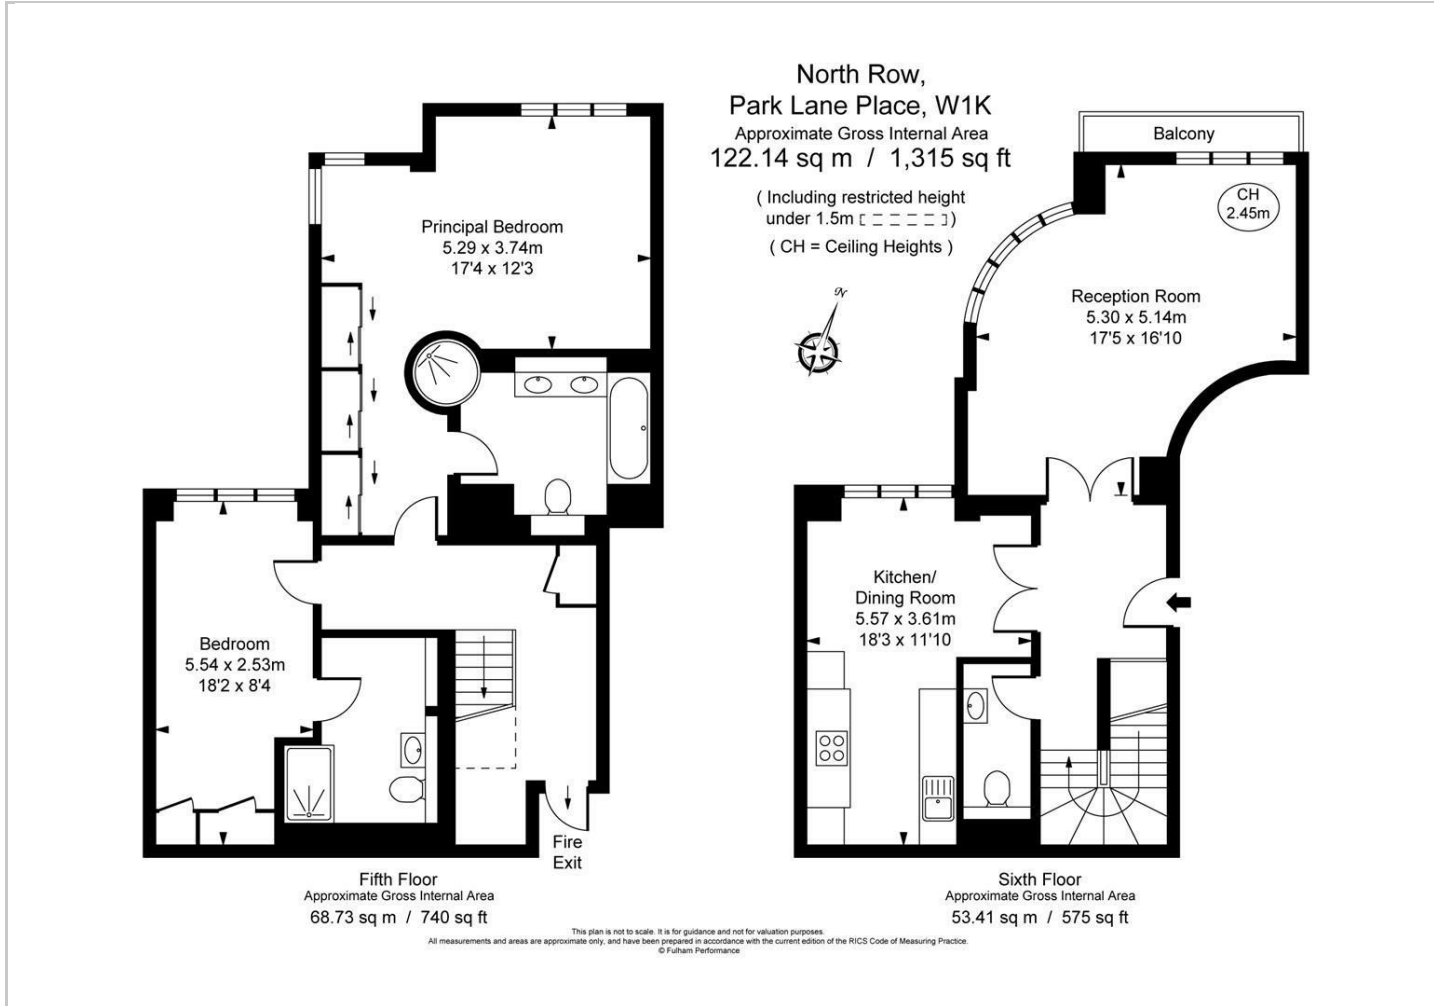 North Row,
Park Lane Place, W1K
Approximate Gross Internal Area
122.14 sq m / 1,315 sq ft
( Including restricted height
under 1.5m )
( CH = Ceiling Heights )
N
Principal Bedroom
5.29 x 3.74m
17'4 x 12'3
Bedroom
5.54 x 2.53m
18'2 x 8'4
Fire
Exit
Fifth Floor
Approximate Gross Internal Area
68.73 sq m / 740 sq ft
Balcony
CH
2.45m
Reception Room
5.30 x 5.14m
17'5 x 16'10
Kitchen/
Dining Room
5.57 x 3.61m
18'3 x 11'10
Sixth Floor
Approximate Gross Internal Area
53.41 sq m / 575 sq ft
This plan is not to scale. It is for guidance and not for valuation purposes.
All measurements and areas are approximate only, and have been prepared in accordance with the current edition of the RICS Code of Measuring Practice.
© Fulham Performance